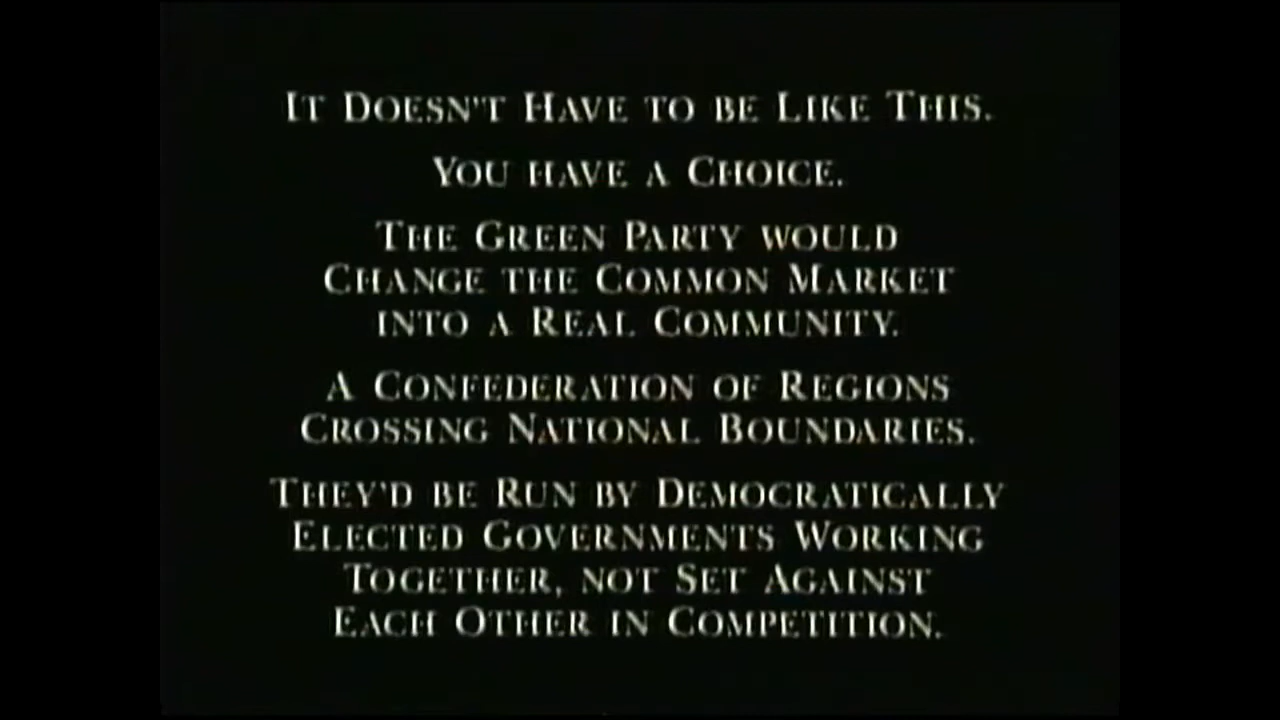 It Doesn't Have to be Like This.
You have a Choice.
The Green Party would
Change the Common Market
into a Real Community.
A Confederation of Regions
Crossing National Boundaries.
They'd be Run by Democratically
Elected Governments Working
Together, not Set Against
Each Other in Competition.